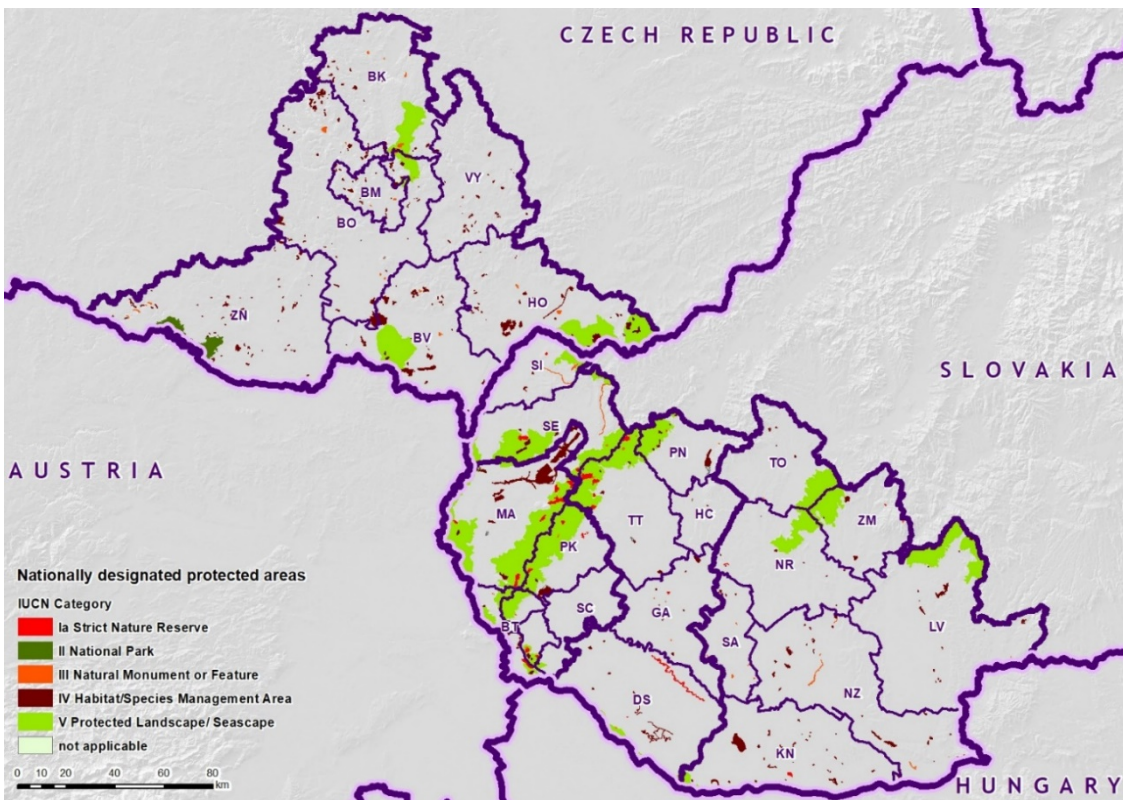 CZECH REPUBLIC
BK
VY
BM
BO
HO
ZN
BV
SLOVAKIA
SI
SE
AUSTRIA
PN
TO
MA
TT
HC
ZM
PK
NR
SC
GA
BT
SA
LV
DS
NZ
KN
HUNGARY
Nationally designated protected areas
IUCN Category
Ia Strict Nature Reserve
II National Park
III Natural Monument or Feature
IV Habitat/Species Management Area
V Protected Landscape/ Seascape
not applicable
0 10 20 40 60 80
km